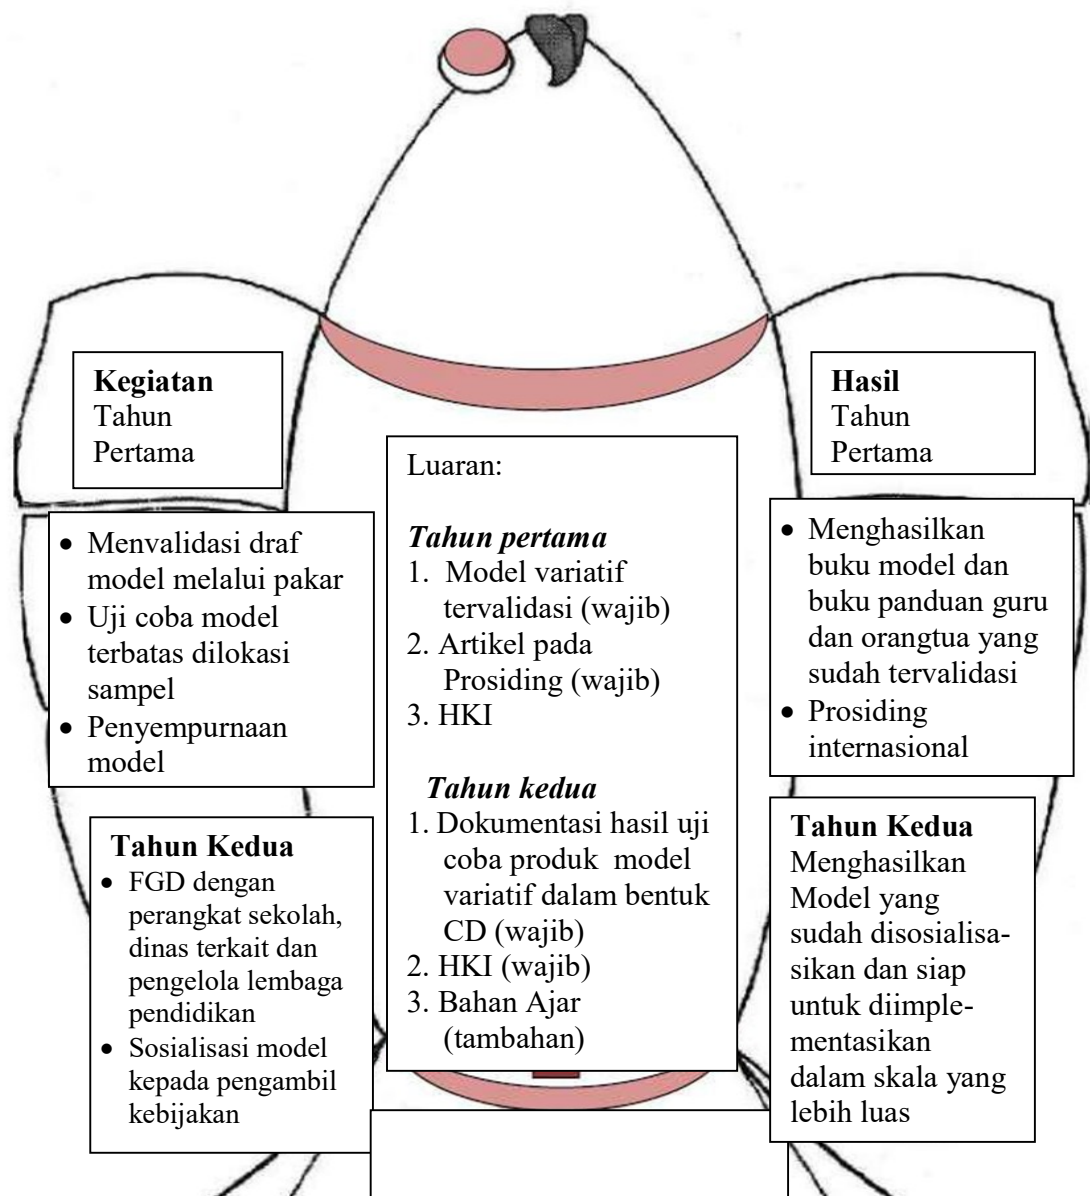 Kegiatan
Tahun
Pertama
• Menvalidasi draf
model melalui pakar
• Uji coba model
terbatas dilokasi
sampel
• Penyempurnaan
model
Tahun Kedua
• FGD dengan
perangkat sekolah,
dinas terkait dan
pengelola lembaga
pendidikan
• Sosialisasi model
kepada pengambil
kebijakan
Luaran:
Tahun pertama
1. Model variatif
tervalidasi (wajib)
2. Artikel pada
Prosiding (wajib)
3. HKI
Tahun kedua
1. Dokumentasi hasil uji
coba produk model
variatif dalam bentuk
CD (wajib)
2. HKI (wajib)
3. Bahan Ajar
(tambahan)
Hasil
Tahun
Pertama
• Menghasilkan
buku model dan
buku panduan guru
dan orangtua yang
sudah tervalidasi
• Prosiding
internasional
Tahun Kedua
Menghasilkan
Model yang
sudah disosialisa-
sikan dan siap
untuk diimple-
mentasikan
dalam skala yang
lebih luas